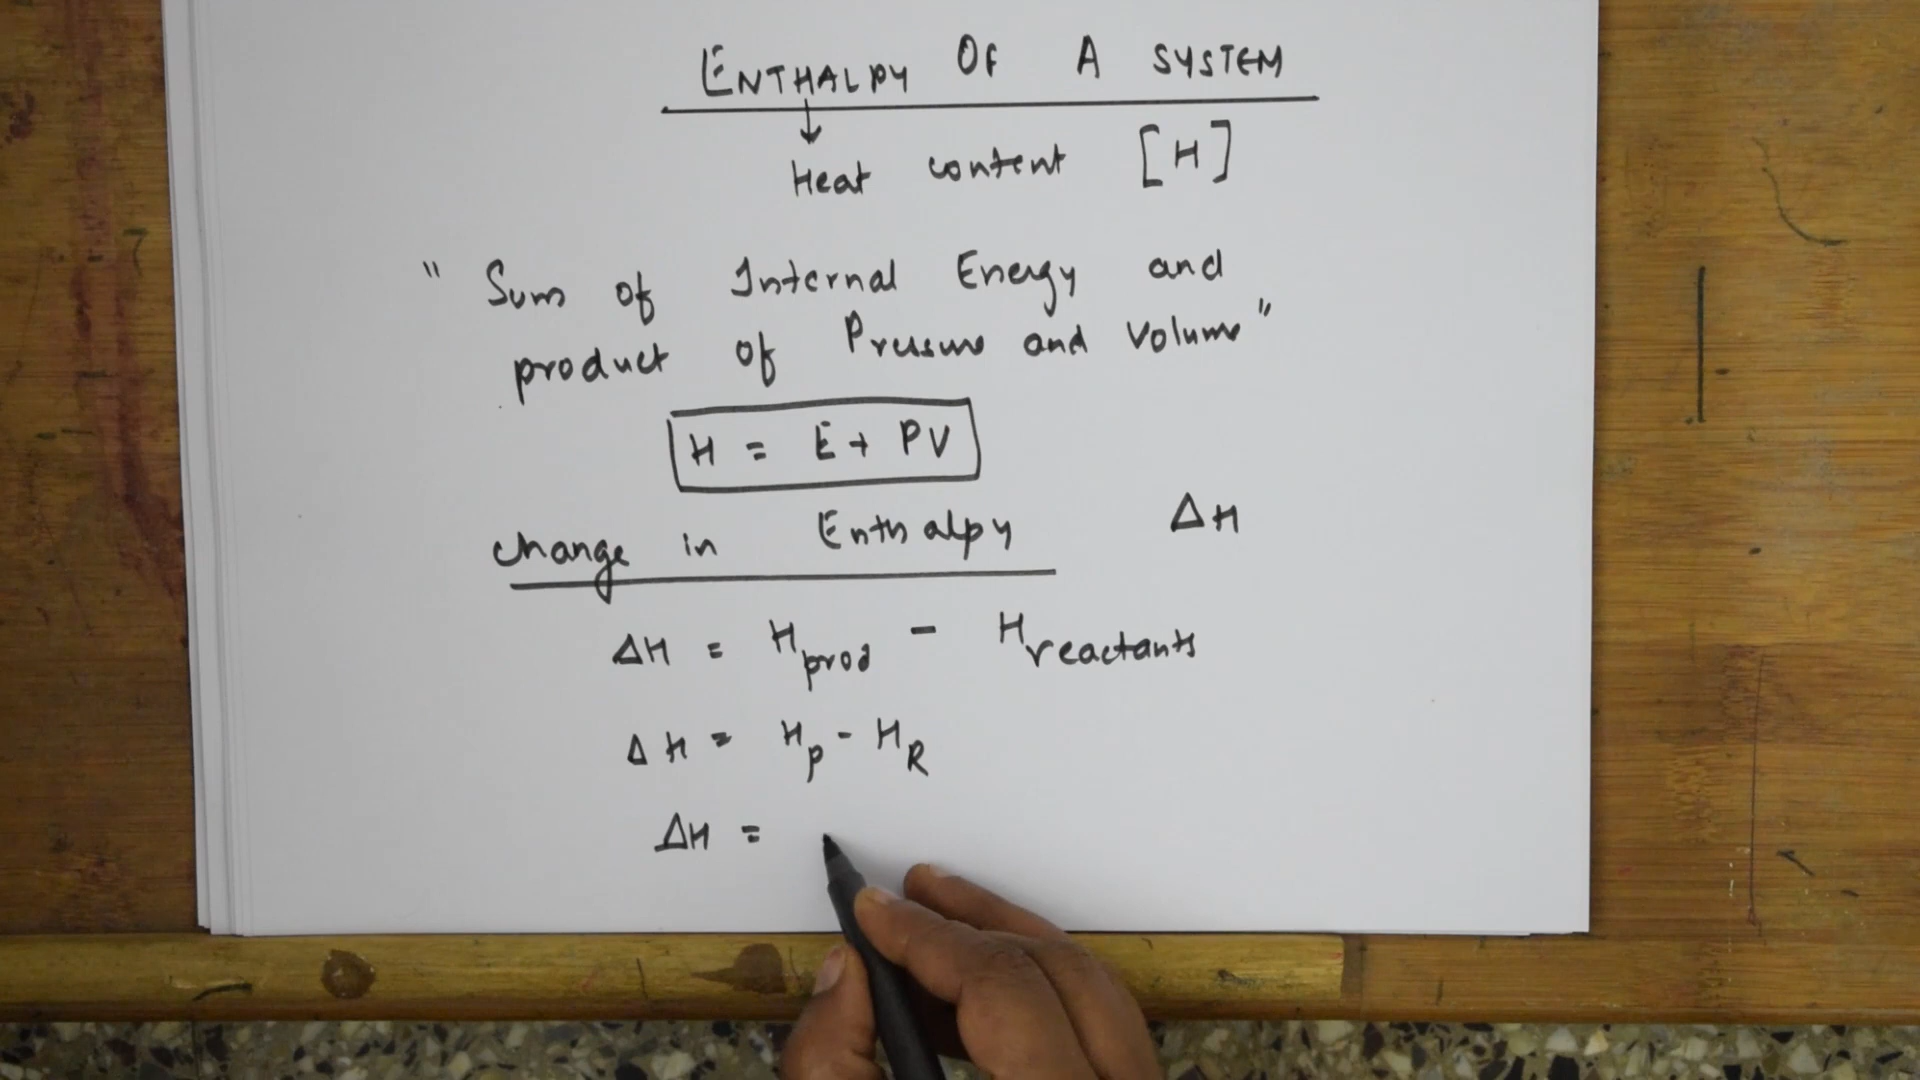 ENTHALPY OF A SYSTEM
Heat content [H]
" Sum of Internal Energy and
product of Pressure and Volume "
H = E + PV
change in Enthalpy ΔH
ΔH = Hprod - Hreactants
ΔH = Hp - HR
ΔH =